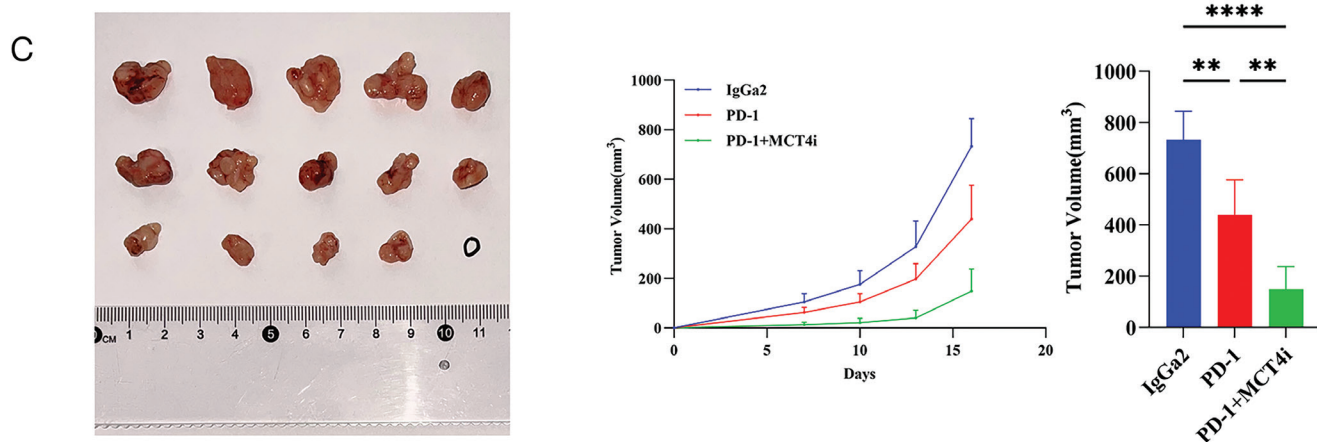 C
0CM 1 2 3 4 5 6 7 8 9 10 11
Tumor Volume(mm3)
1000
800
600
400
200
0
IgGa2
PD-1
PD-1+MCT4i
0 5 10 15 20
Days
**** 
** **
Tumor Volume(mm3)
1000
800
600
400
200
0
IgGa2
PD-1
PD-1+MCT4i